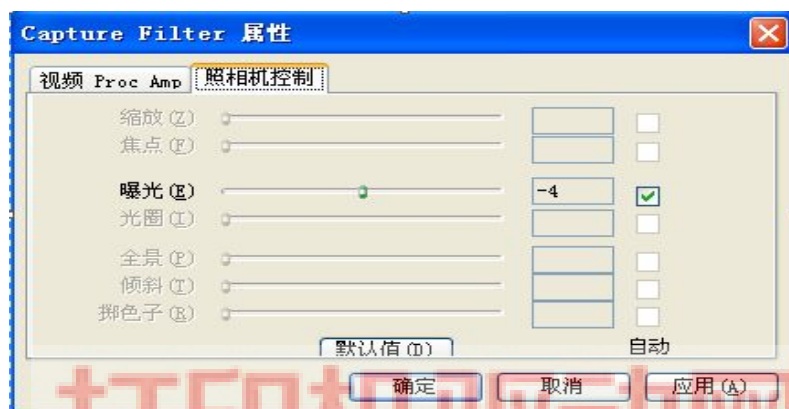 Capture Filter 属性
视频 Proc Amp 照相机控制
缩放(Z)
焦点(F)
曝光(E) -4
光圈(I)
全景(P)
倾斜(T)
掷色子(R)
默认值(D) 自动
确定 取消 应用(A)